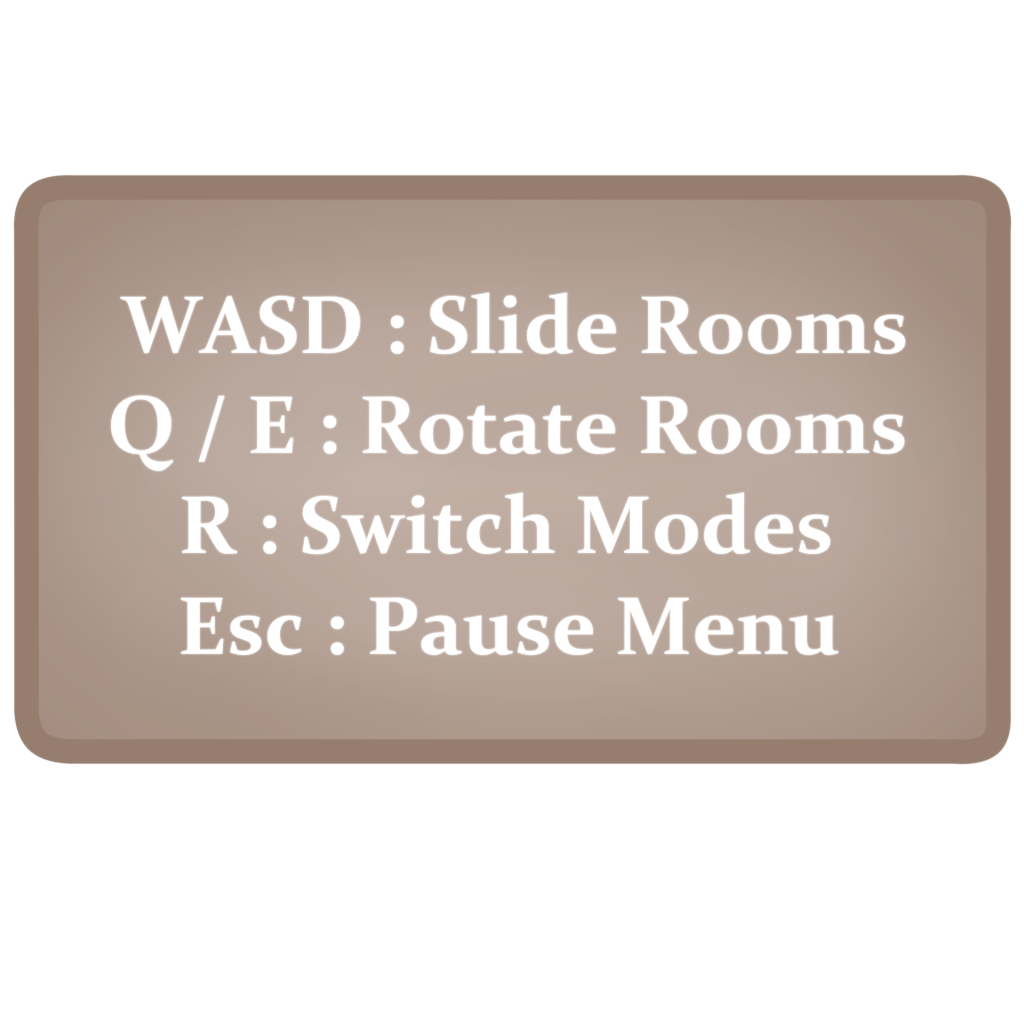 WASD : Slide Rooms
Q / E : Rotate Rooms
R : Switch Modes
Esc : Pause Menu